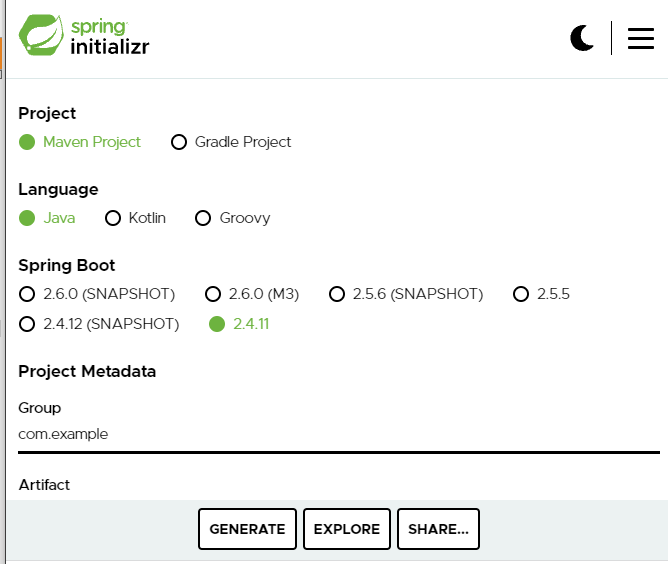 spring
initializr
Project
Maven Project Gradle Project
Language
Java Kotlin Groovy
Spring Boot
2.6.0 (SNAPSHOT) 2.6.0 (M3) 2.5.6 (SNAPSHOT) 2.5.5
2.4.12 (SNAPSHOT) 2.4.11
Project Metadata
Group
com.example
Artifact
GENERATE EXPLORE SHARE...